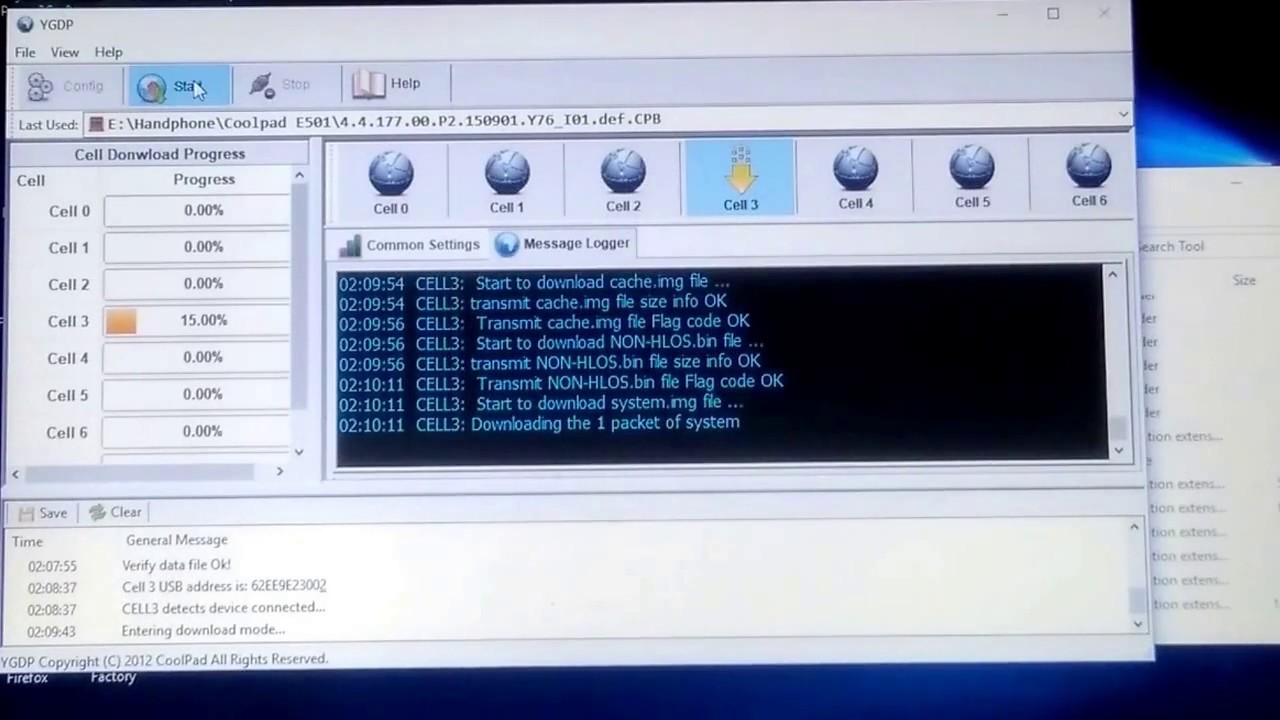 YGDP
File View Help
Config Start Stop Help
Last Used: E:\Handphone\Coolpad E501\4.4.177.00.P2.150901.Y76_I01.def.CPB
Cell Donwload Progress
Cell Progress
Cell 0 0.00%
Cell 1 0.00%
Cell 2 0.00%
Cell 3 15.00%
Cell 4 0.00%
Cell 5 0.00%
Cell 6 0.00%
Cell 0 Cell 1 Cell 2 Cell 3 Cell 4 Cell 5 Cell 6
Common Settings Message Logger
02:09:54 CELL3: Start to download cache.img file ...
02:09:54 CELL3: transmit cache.img file size info OK
02:09:56 CELL3: Transmit cache.img file Flag code OK
02:09:56 CELL3: Start to download NON-HLOS.bin file ...
02:09:56 CELL3: transmit NON-HLOS.bin file size info OK
02:10:11 CELL3: Transmit NON-HLOS.bin file Flag code OK
02:10:11 CELL3: Start to download system.img file ...
02:10:11 CELL3: Downloading the 1 packet of system
Save Clear
Time General Message
02:07:55 Verify data file Ok!
02:08:37 Cell 3 USB address is: 62EE9E23002
02:08:37 CELL3 detects device connected...
02:09:43 Entering download mode...
YGDP Copyright (C) 2012 CoolPad All Rights Reserved.
Firefox Factory
earch Tool
Size
der
der
der
der
tion extens...
tion extens...
tion extens...
tion extens...
tion extens...
tion extens...
tion extens...